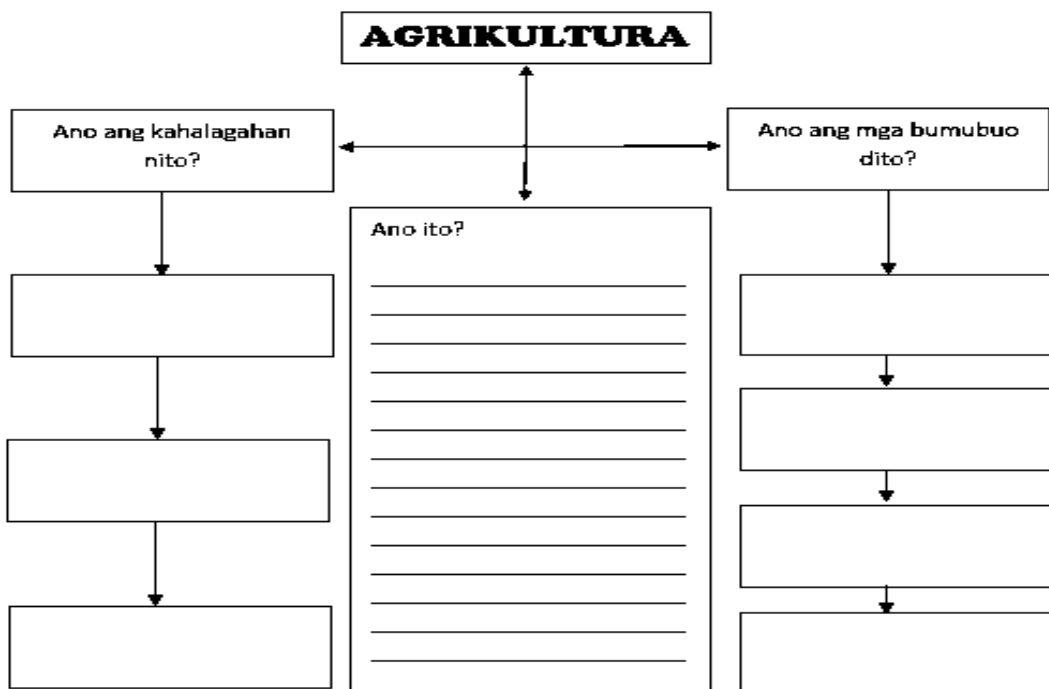 AGRIKULTURA
Ano ang kahalagahan
nito?
Ano ang mga bumubuo
dito?
Ano ito?